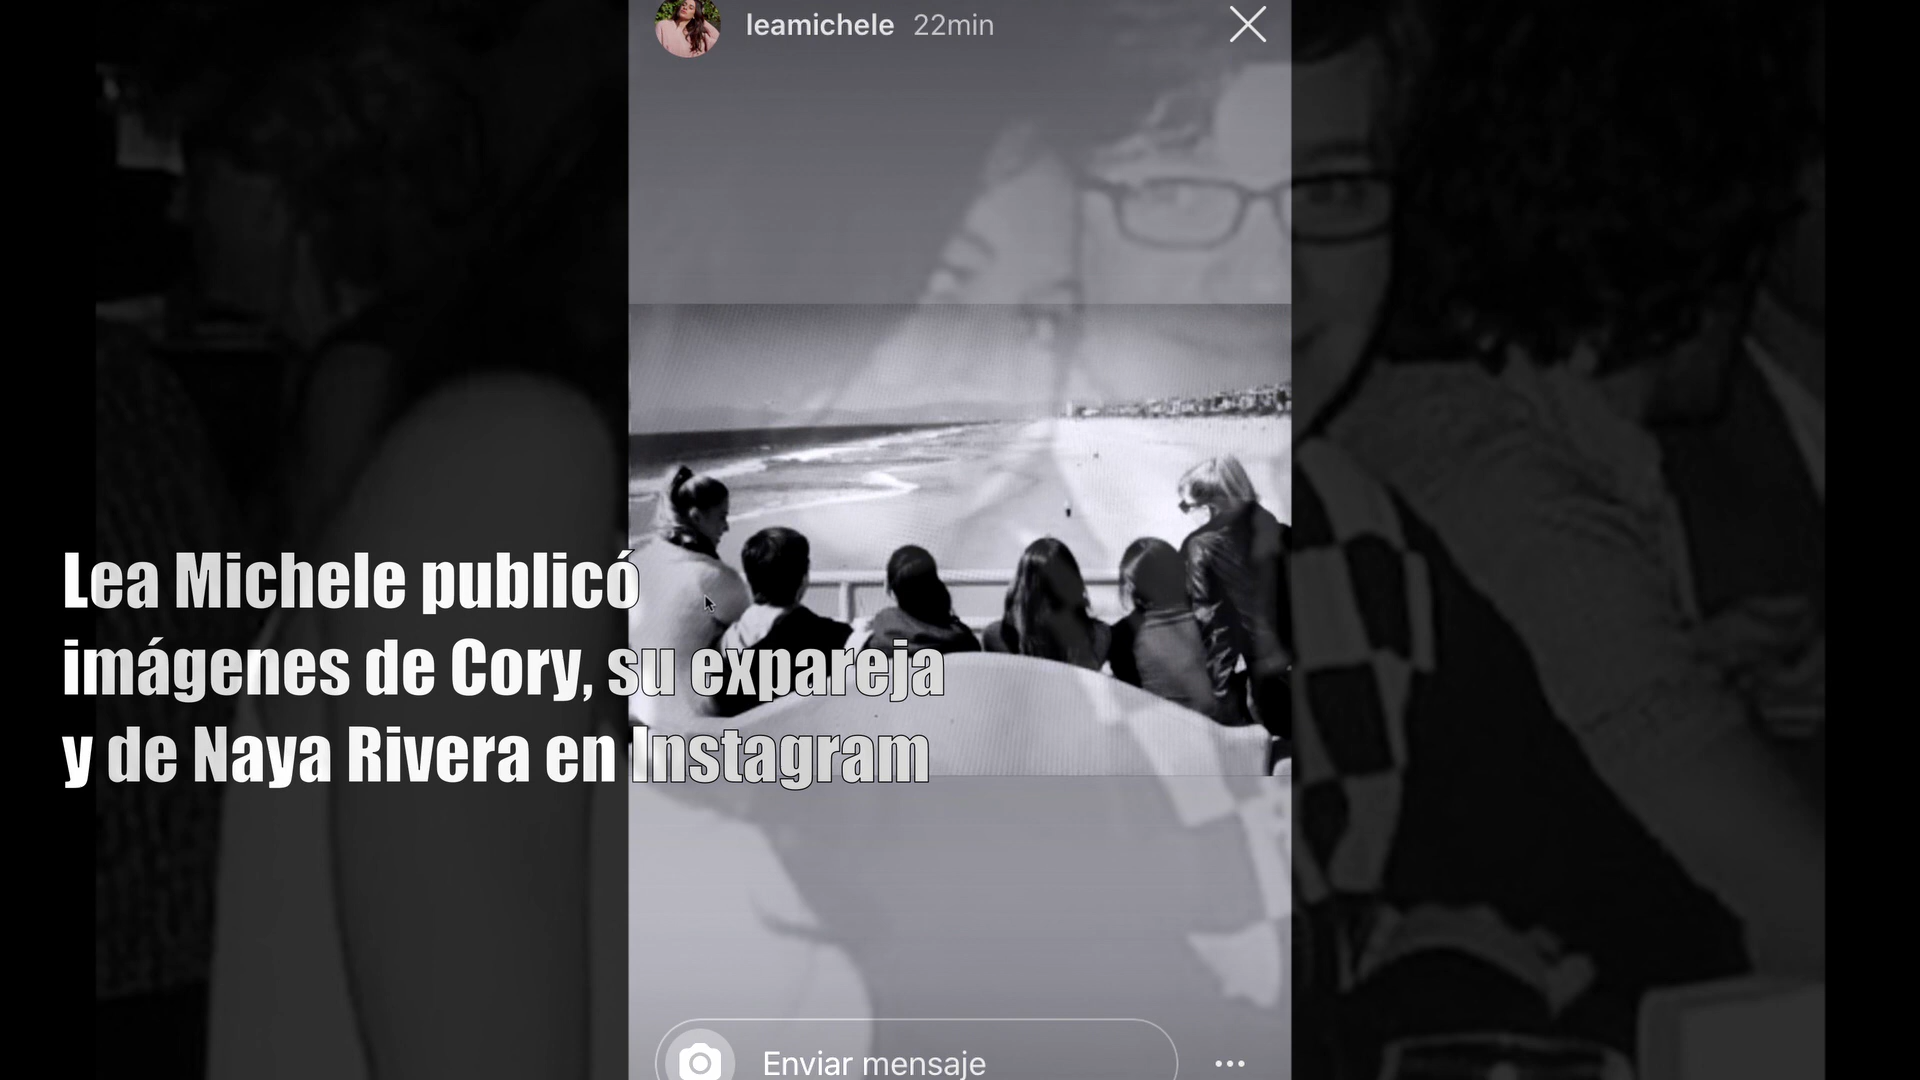 leamichele 22min
Lea Michele publicó
imágenes de Cory, su expareja
y de Naya Rivera en Instagram
Enviar mensaje